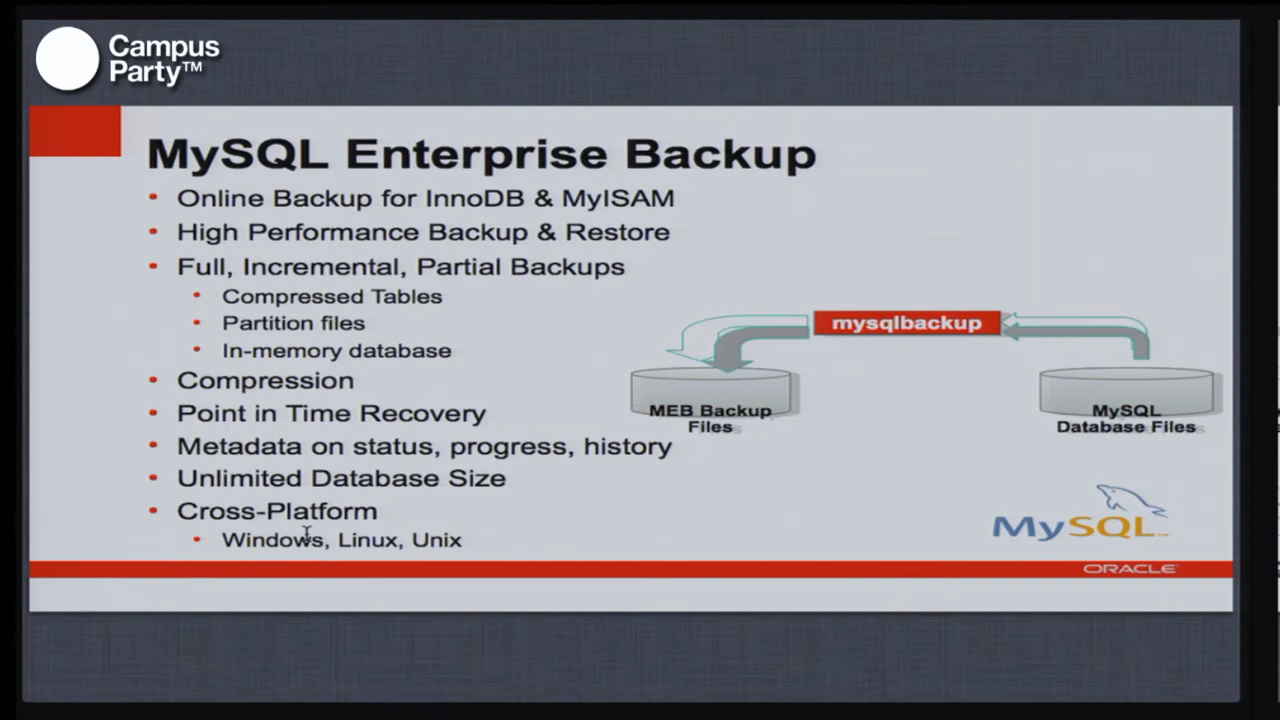 Campus
Party™
MySQL Enterprise Backup
• Online Backup for InnoDB & MyISAM
• High Performance Backup & Restore
• Full, Incremental, Partial Backups
• Compressed Tables
• Partition files
• In-memory database
• Compression
• Point in Time Recovery
• Metadata on status, progress, history
• Unlimited Database Size
• Cross-Platform
• Windows, Linux, Unix
mysqlbackup
MEB Backup
Files
MySQL
Database Files
MySQL™
ORACLE